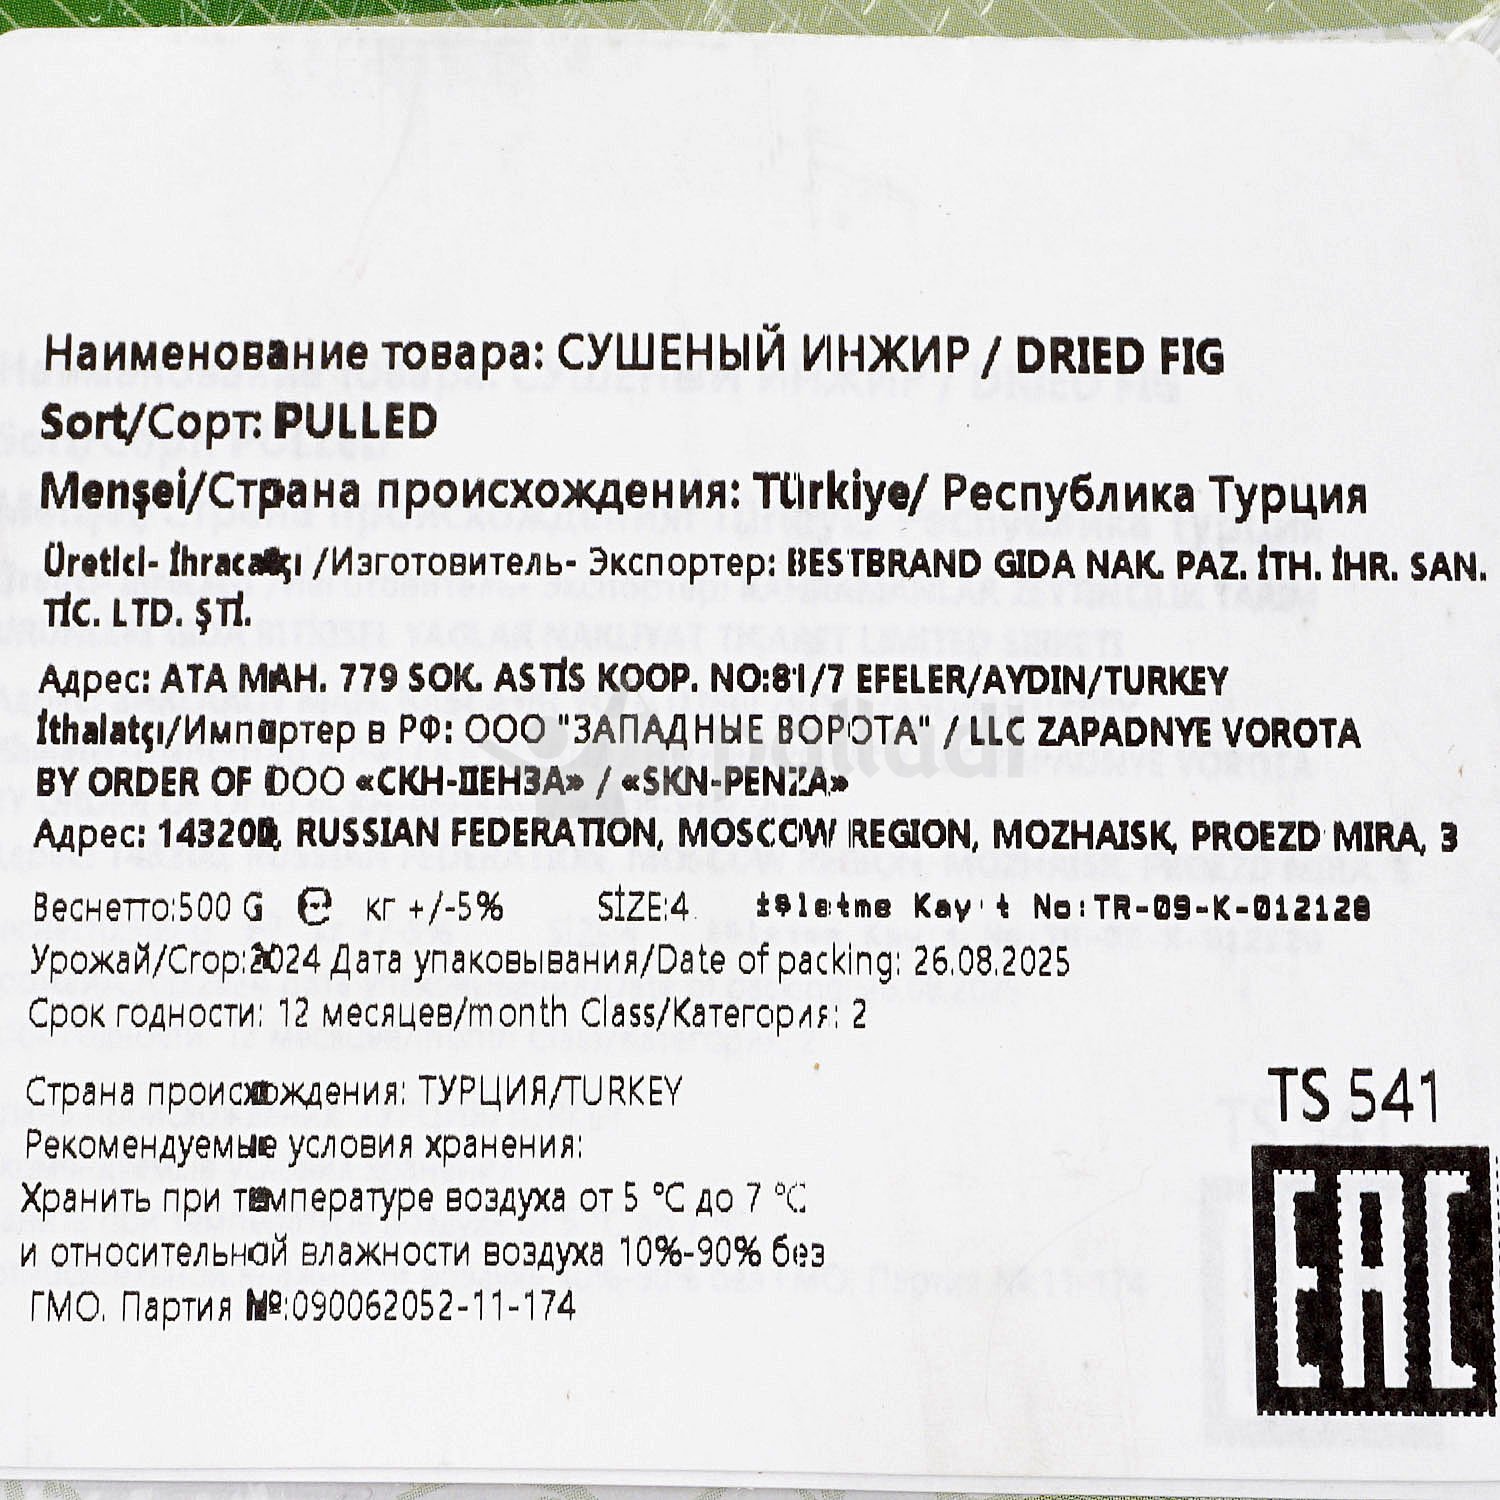 Наименование товара: СУШЕНЫЙ ИНЖИР / DRIED FIG
Sort/Сорт: PULLED
Menşei/Страна происхождения: Türkiye/ Республика Турция
Üretici- İhracatçı /Изготовитель- Экспортер: BESTBRAND GIDA NAK. PAZ. İTH. İHR. SAN.
TİC. LTD. ŞTİ.
Адрес: ATA MAH. 779 SOK. ASTİS KOOP. NO:81/7 EFELER/AYDIN/TURKEY
İthalatçı/Импортер в РФ: ООО "ЗАПАДНЫЕ ВОРОТА" / LLC ZAPADNYE VOROTA
BY ORDER OF ООО «СКН-ПЕНЗА» / «SKN-PENZA»
Адрес: 143200, RUSSIAN FEDERATION, MOSCOW REGION, MOZHAISK, PROEZD MIRA, 3
Веснетто:500 G e кг +/-5% SİZE:4 İşletme Kayıt No:TR-09-K-012128
Урожай/Crop:2024 Дата упаковывания/Date of packing: 26.08.2025
Срок годности: 12 месяцев/month Class/Категория: 2
Страна происхождения: ТУРЦИЯ/TURKEY
TS 541
Рекомендуемые условия хранения:
Хранить при температуре воздуха от 5 °C до 7 °C
и относительной влажности воздуха 10%-90% без
ГМО. Партия №:090062052-11-174
EAC
palladi